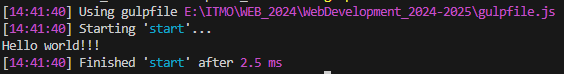 [14:41:40] Using gulpfile E:\ITMO\WEB_2024\WebDevelopment_2024-2025\gulpfile.js
[14:41:40] Starting 'start'...
Hello world!!!
[14:41:40] Finished 'start' after 2.5 ms